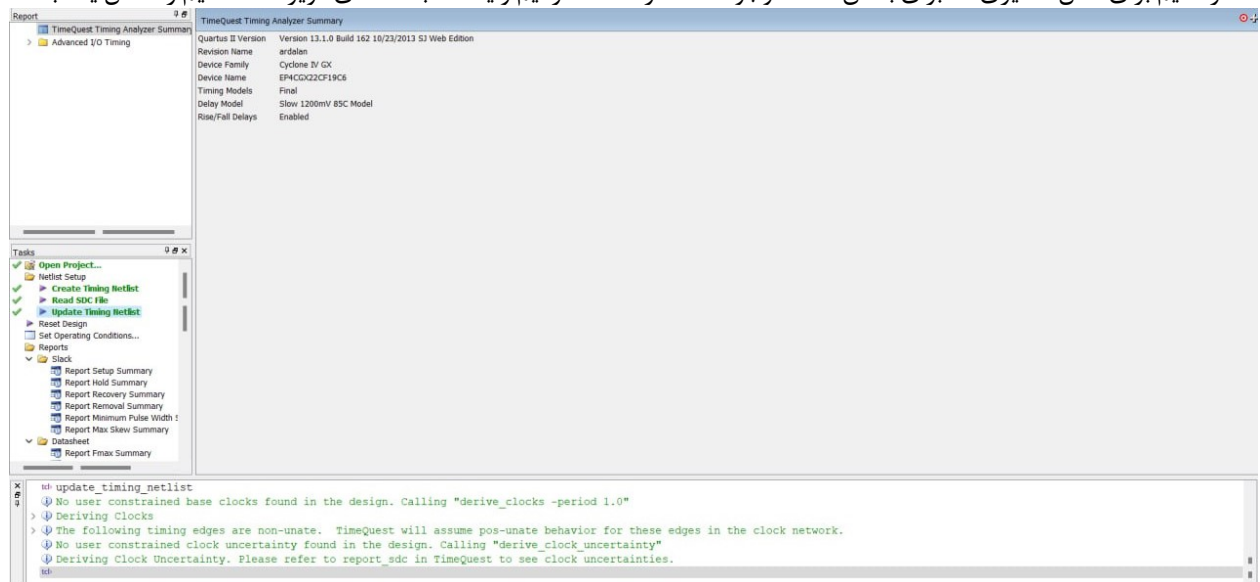 Report
TimeQuest Timing Analyzer Summary
Advanced I/O Timing
TimeQuest Timing Analyzer Summary
Quartus II Version Version 13.1.0 Build 162 10/23/2013 SJ Web Edition
Revision Name ardalan
Device Family Cyclone IV GX
Device Name EP4CGX22CF19C6
Timing Models Final
Delay Model Slow 1200mV 85C Model
Rise/Fall Delays Enabled
Tasks
Open Project...
Netlist Setup
Create Timing Netlist
Read SDC File
Update Timing Netlist
Reset Design
Set Operating Conditions...
Reports
Slack
Report Setup Summary
Report Hold Summary
Report Recovery Summary
Report Removal Summary
Report Minimum Pulse Width
Report Max Skew Summary
Datasheet
Report Fmax Summary
tcl> update_timing_netlist
No user constrained base clocks found in the design. Calling "derive_clocks -period 1.0"
Deriving Clocks
The following timing edges are non-unate. TimeQuest will assume pos-unate behavior for these edges in the clock network.
No user constrained clock uncertainty found in the design. Calling "derive_clock_uncertainty"
Deriving Clock Uncertainty. Please refer to report_sdc in TimeQuest to see clock uncertainties.
tcl>